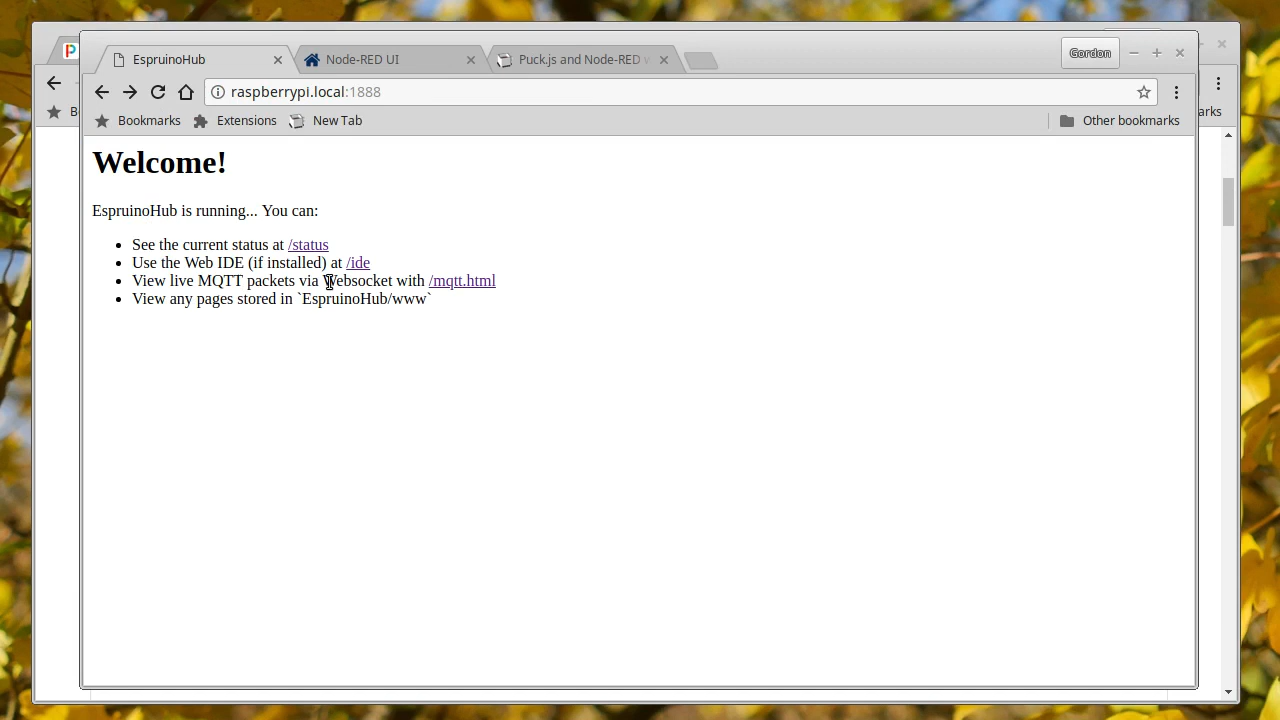 EspruinoHub
Node-RED UI
Puck.js and Node-RED
Gordon
raspberrypi.local:1888
B
Bookmarks
Extensions
New Tab
Other bookmarks
arks
Welcome!
EspruinoHub is running... You can:
See the current status at /status
Use the Web IDE (if installed) at /ide
View live MQTT packets via Websocket with /mqtt.html
View any pages stored in `EspruinoHub/www`